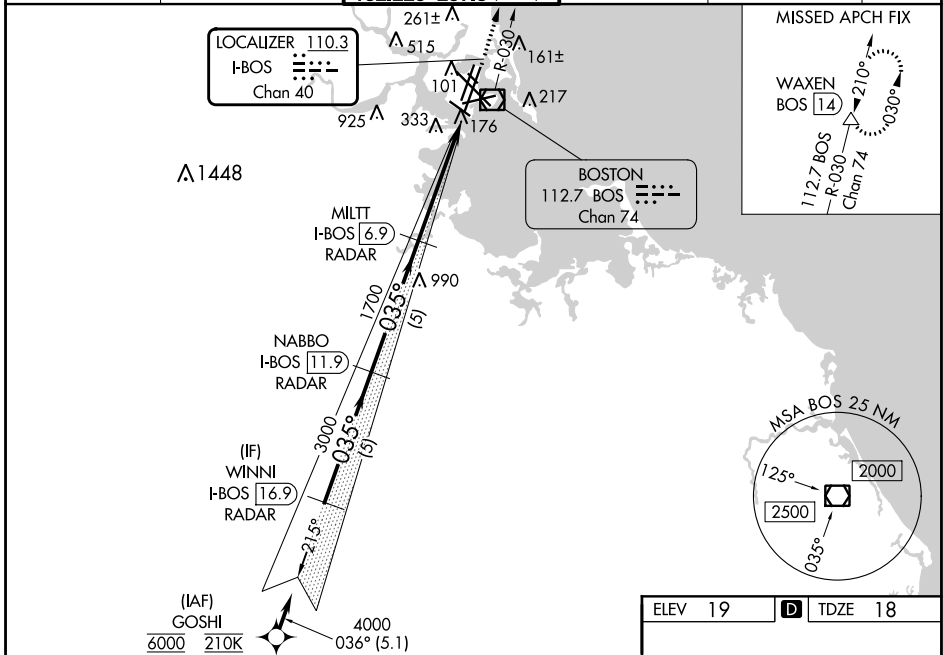 261±
515
161±
R-030
LOCALIZER 110.3
I-BOS
Chan 40
101
217
925
333
176
1448
BOSTON
112.7 BOS
Chan 74
MISSED APCH FIX
WAXEN
BOS 14
210°
030°
112.7 BOS
R-030
Chan 74
MILTT
I-BOS 6.9
RADAR
990
1700
035°
(5)
NABBO
I-BOS 11.9
RADAR
3000
035°
(5)
(IF)
WINNI
I-BOS 16.9
RADAR
215°
(IAF)
GOSHI
6000 210K
4000
036° (5.1)
MSA BOS 25 NM
125°
2000
2500
035°
ELEV 19 D TDZE 18